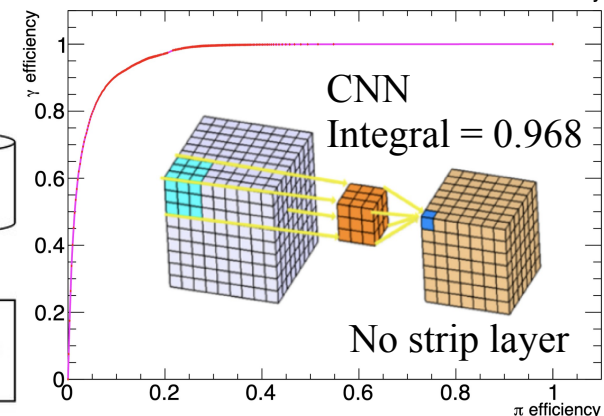 γ efficiency
1
0.8
0.6
0.4
0.2
0
CNN
Integral = 0.968
No strip layer
0
0.2
0.4
0.6
0.8
1
π efficiency